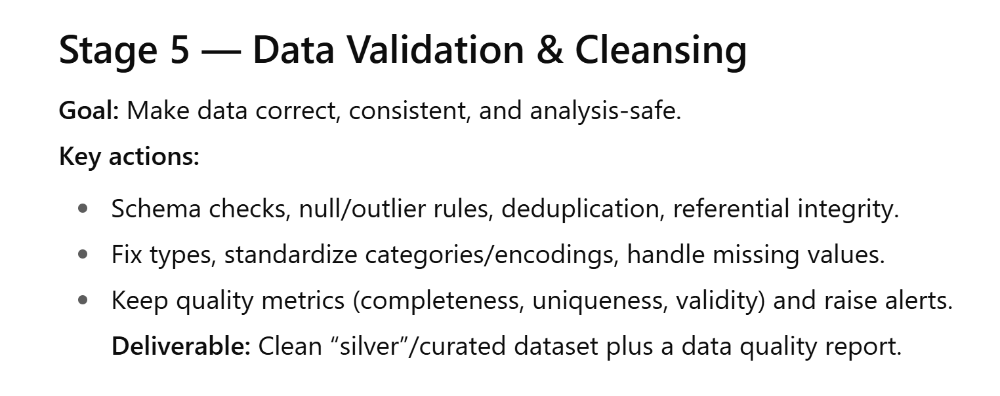 Stage 5 — Data Validation & Cleansing
Goal: Make data correct, consistent, and analysis-safe.
Key actions:
Schema checks, null/outlier rules, deduplication, referential integrity.
Fix types, standardize categories/encodings, handle missing values.
Keep quality metrics (completeness, uniqueness, validity) and raise alerts.
Deliverable: Clean “silver”/curated dataset plus a data quality report.